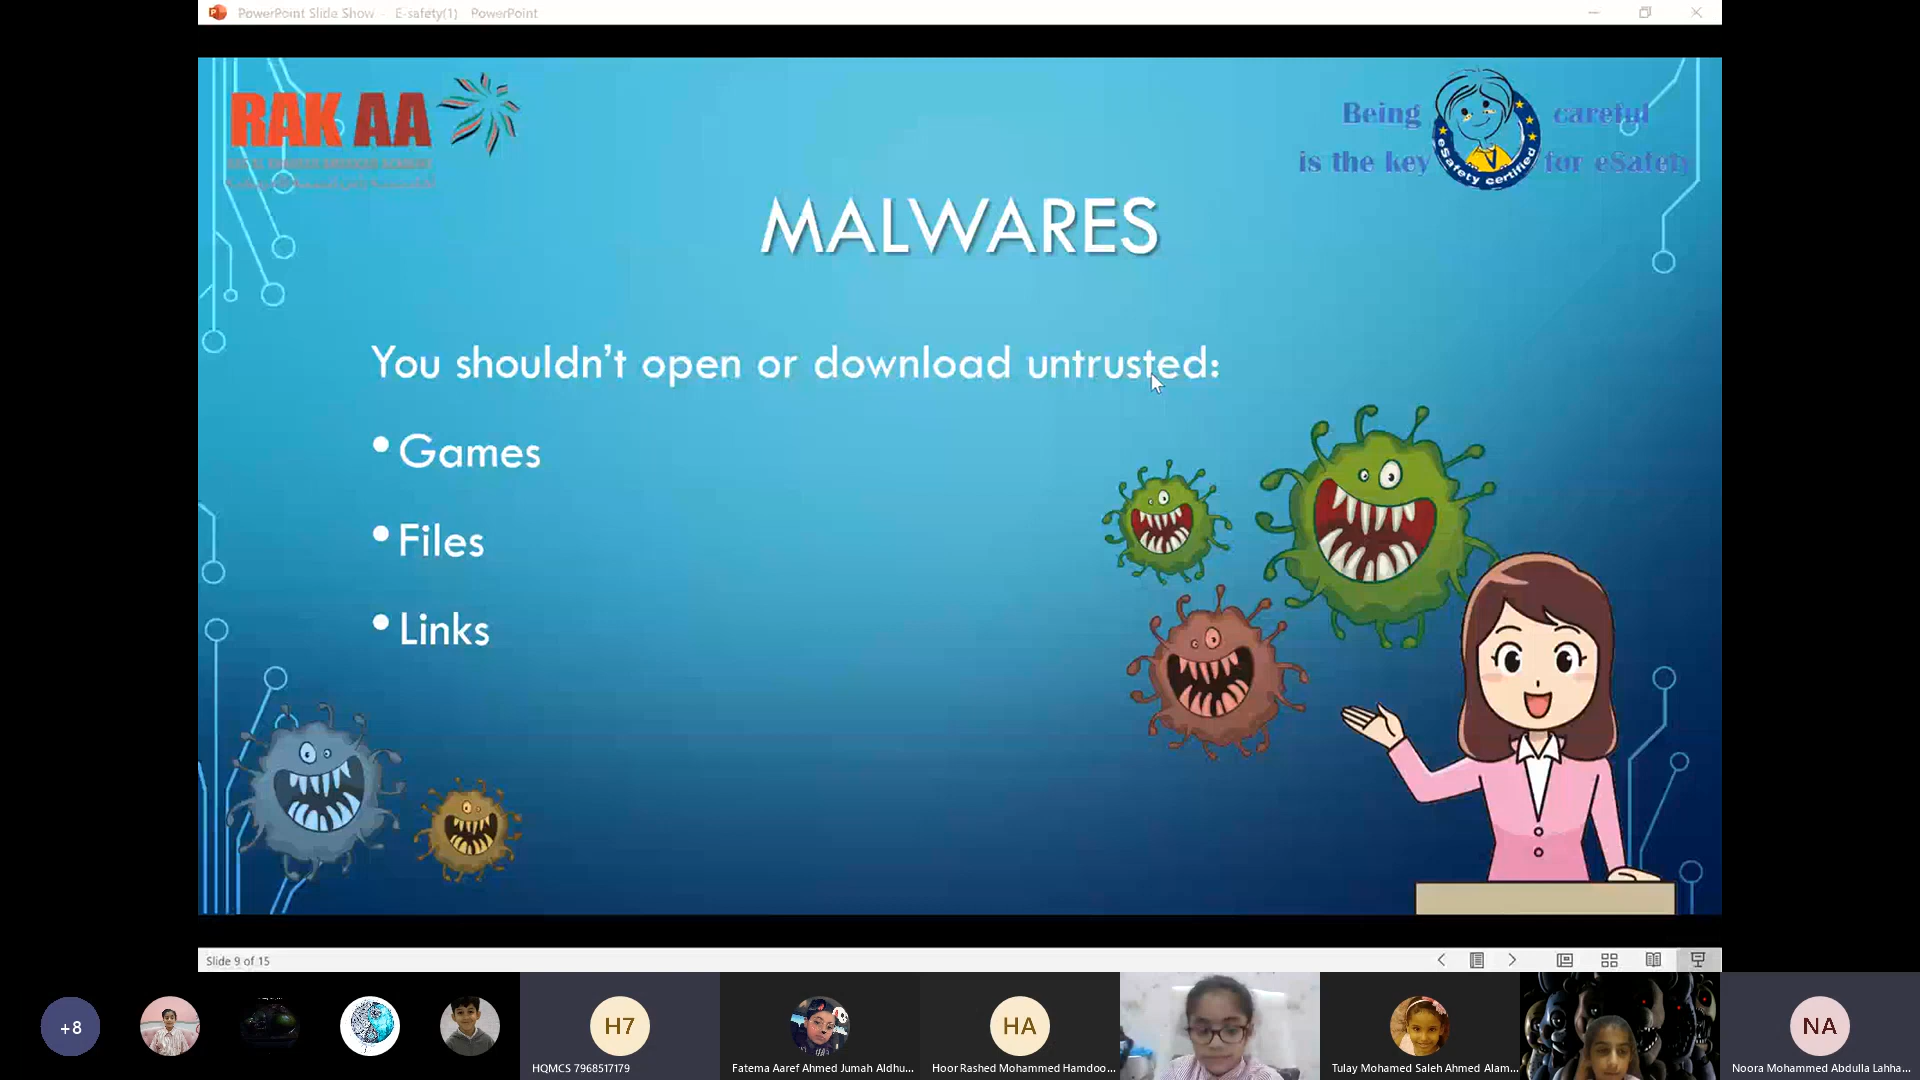 PowerPoint Slide Show - E-safety(1) PowerPoint
RAK AA
Being careful
is the key for eSafety
eSafety certified
MALWARES
You shouldn't open or download untrusted:
• Games
• Files
• Links
Slide 9 of 15
+8
H7
HA
NA
HQMCS 7968517179
Fatema Aaref Ahmed Jumah Aldhu...
Hoor Rashed Mohammed Hamdoo...
Tulay Mohamed Saleh Ahmed Alam...
Noora Mohammed Abdulla Lahha...